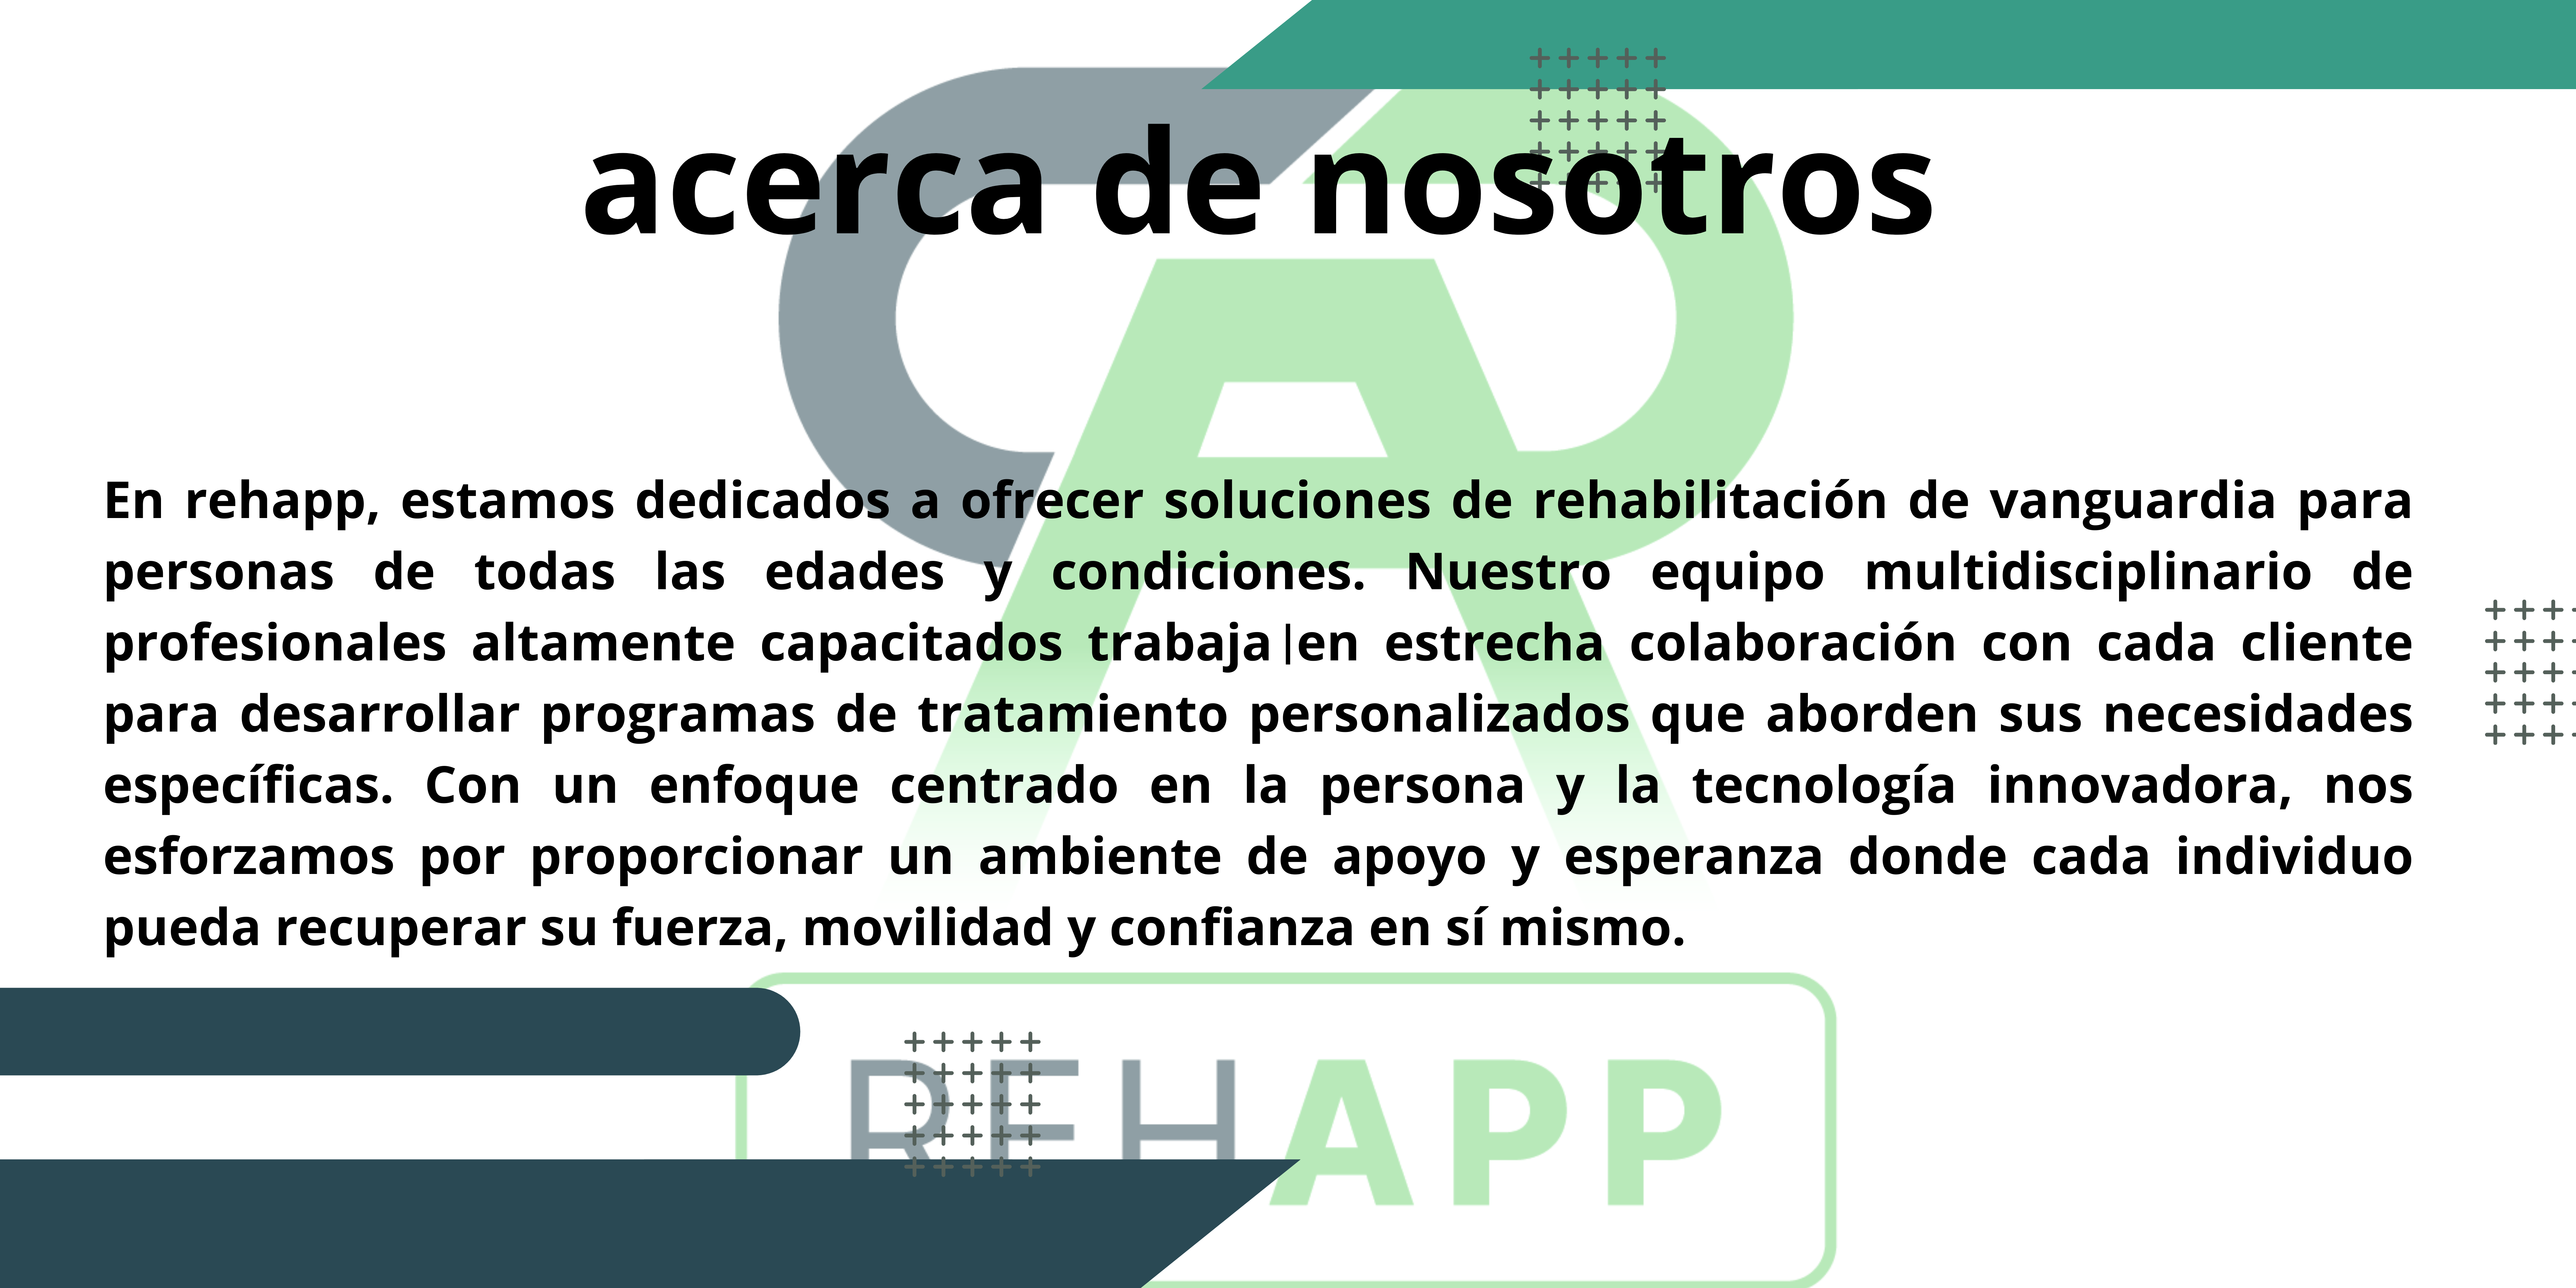 acerca de nosotros
En rehapp, estamos dedicados a ofrecer soluciones de rehabilitación de vanguardia para
personas de todas las edades y condiciones. Nuestro equipo multidisciplinario de
profesionales altamente capacitados trabaja|en estrecha colaboración con cada cliente
para desarrollar programas de tratamiento personalizados que aborden sus necesidades
específicas. Con un enfoque centrado en la persona y la tecnología innovadora, nos
esforzamos por proporcionar un ambiente de apoyo y esperanza donde cada individuo
pueda recuperar su fuerza, movilidad y confianza en sí mismo.
REHAPP